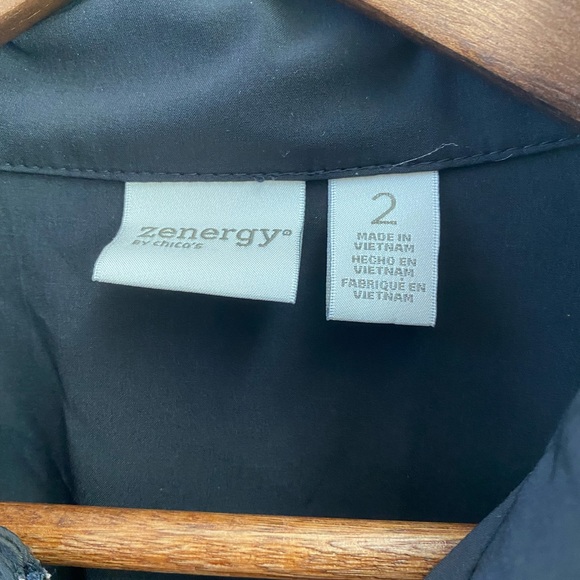 zenergy®
BY chico's
2
MADE IN
VIETNAM
HECHO EN
VIETNAM
FABRIQUÉ EN
VIETNAM